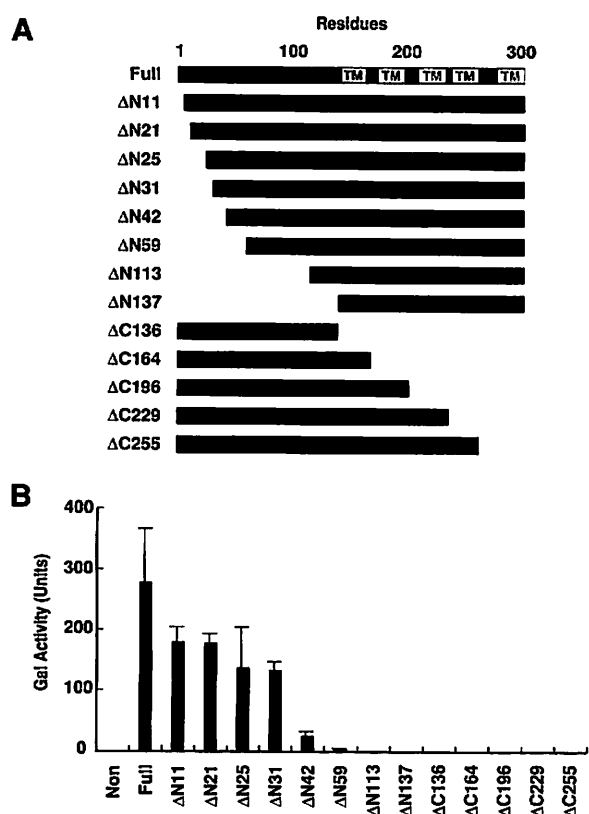 A
Residues
1 100 200 300
Full TM TM TM TM TM
ΔN11
ΔN21
ΔN25
ΔN31
ΔN42
ΔN59
ΔN113
ΔN137
ΔC136
ΔC164
ΔC196
ΔC229
ΔC255
B
Gal Activity (Units)
400
300
200
100
0
Non Full ΔN11 ΔN21 ΔN25 ΔN31 ΔN42 ΔN59 ΔN113 ΔN137 ΔC136 ΔC164 ΔC196 ΔC229 ΔC255